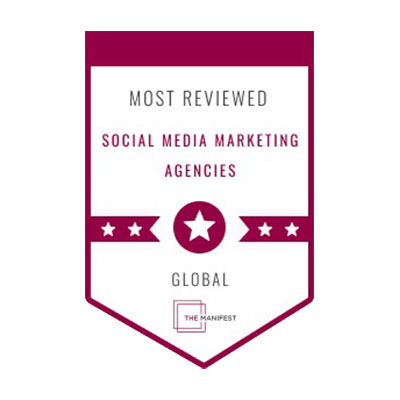 MOST REVIEWED
SOCIAL MEDIA MARKETING
AGENCIES
GLOBAL
THE MANIFEST